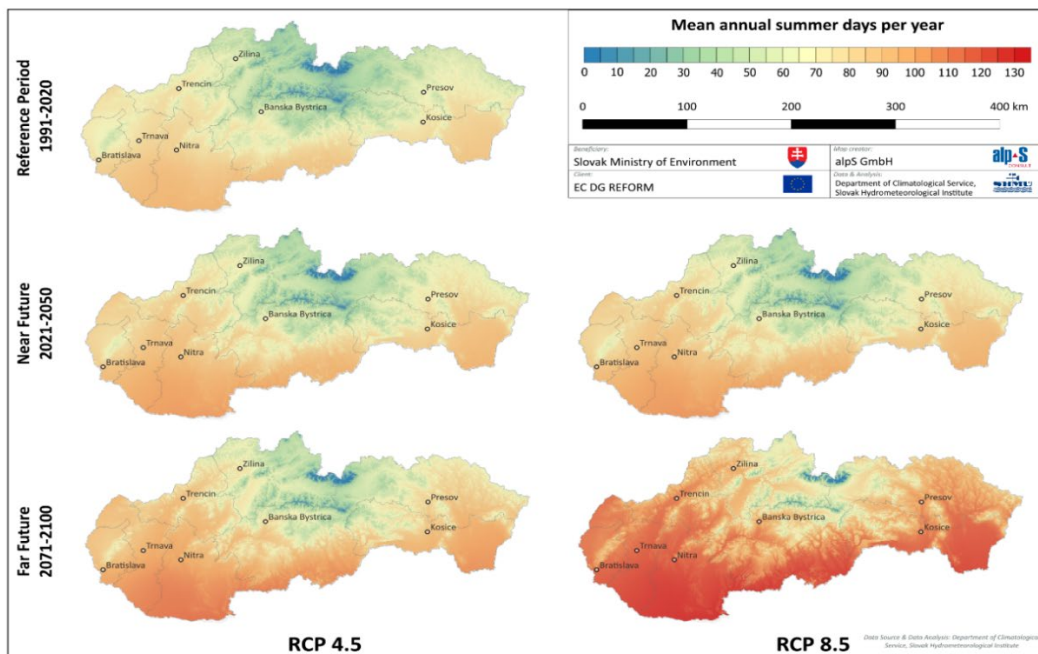 Mean annual summer days per year
0 10 20 30 40 50 60 70 80 90 100 110 120 130
0 100 200 300 400 km
Beneficiary:
Slovak Ministry of Environment
Map creator:
alpS GmbH
alpS
Client:
EC DG REFORM
Data & Analysis:
Department of Climatological Service,
Slovak Hydrometeorological Institute
Reference Period
1991-2020
Zilina
Trencin
Presov
Banska Bystrica
Kosice
Trnava
Nitra
Bratislava
Near Future
2021-2050
Zilina
Trencin
Presov
Banska Bystrica
Kosice
Trnava
Nitra
Bratislava
Zilina
Trencin
Presov
Banska Bystrica
Kosice
Trnava
Nitra
Bratislava
Far Future
2071-2100
Zilina
Trencin
Presov
Banska Bystrica
Kosice
Trnava
Nitra
Bratislava
Zilina
Trencin
Presov
Banska Bystrica
Kosice
Trnava
Nitra
Bratislava
RCP 4.5
RCP 8.5
Data Source & Data Analysis: Department of Climatological
Service, Slovak Hydrometeorological Institute